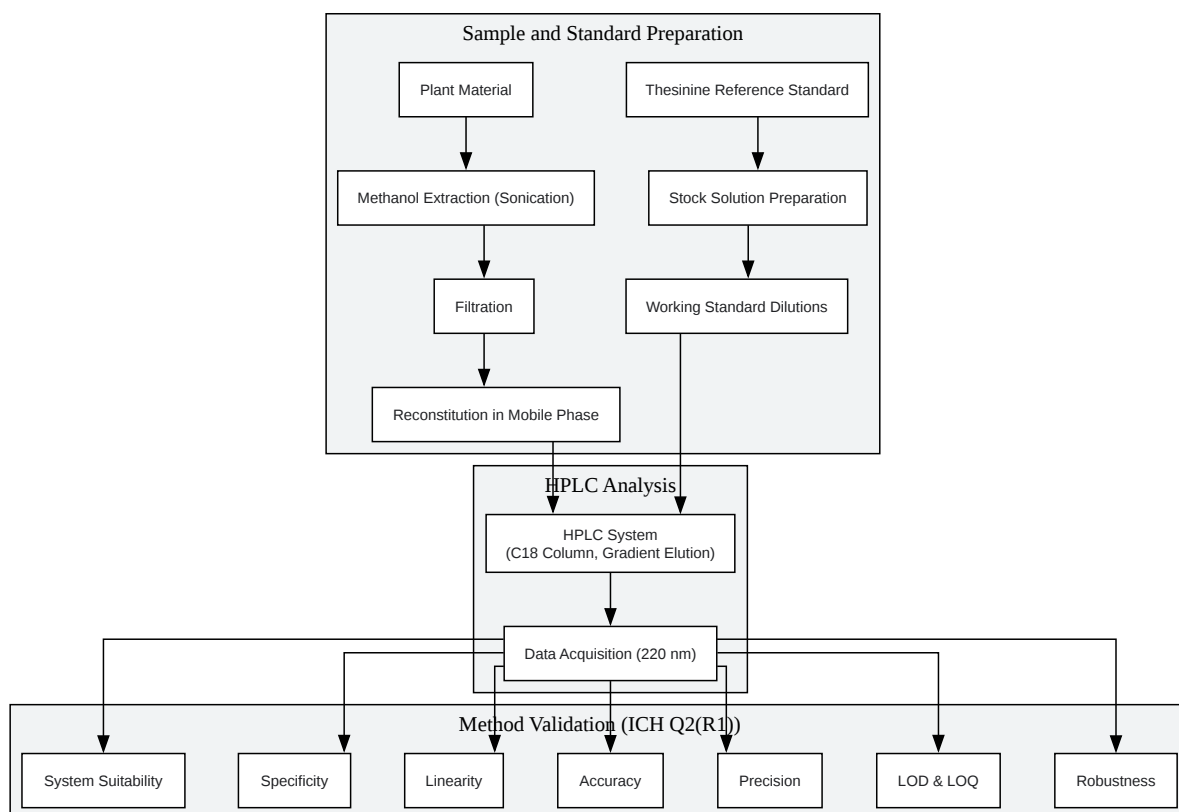 Sample and Standard Preparation
Plant Material
Thesinine Reference Standard
Methanol Extraction (Sonication)
Stock Solution Preparation
Filtration
Working Standard Dilutions
Reconstitution in Mobile Phase
HPLC Analysis
HPLC System
(C18 Column, Gradient Elution)
Data Acquisition (220 nm)
Method Validation (ICH Q2(R1))
System Suitability
Specificity
Linearity
Accuracy
Precision
LOD & LOQ
Robustness